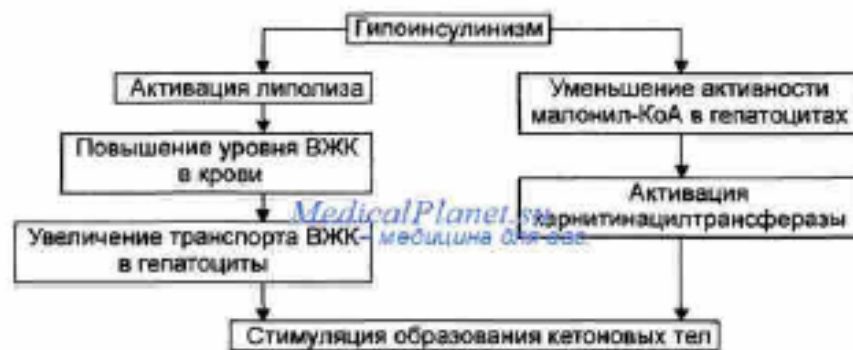 Гипоинсулинизм
Активация липолиза
Повышение уровня ВЖК
в крови
Увеличение транспорта ВЖК
в гепатоциты
Уменьшение активности
малонил-КоА в гепатоцитах
Активация
карнитинацилтрансферазы
MedicalPlanet.su
- медицина для вас.
Стимуляция образования кетоновых тел